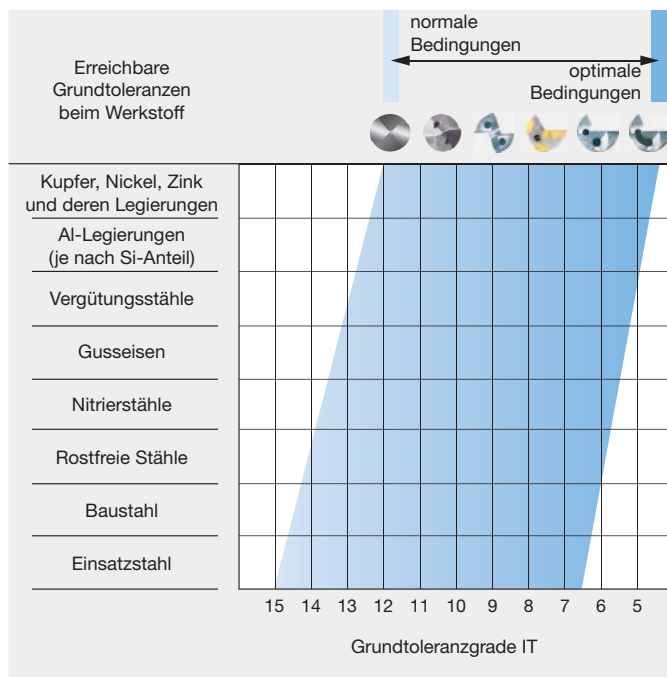 normale
Bedingungen
optimale
Bedingungen
Erreichbare
Grundtoleranzen
beim Werkstoff
Kupfer, Nickel, Zink
und deren Legierungen
Al-Legierungen
(je nach Si-Anteil)
Vergütungsstähle
Gusseisen
Nitrierstähle
Rostfreie Stähle
Baustahl
Einsatzstahl
15 14 13 12 11 10 9 8 7 6 5
Grundtoleranzgrade IT